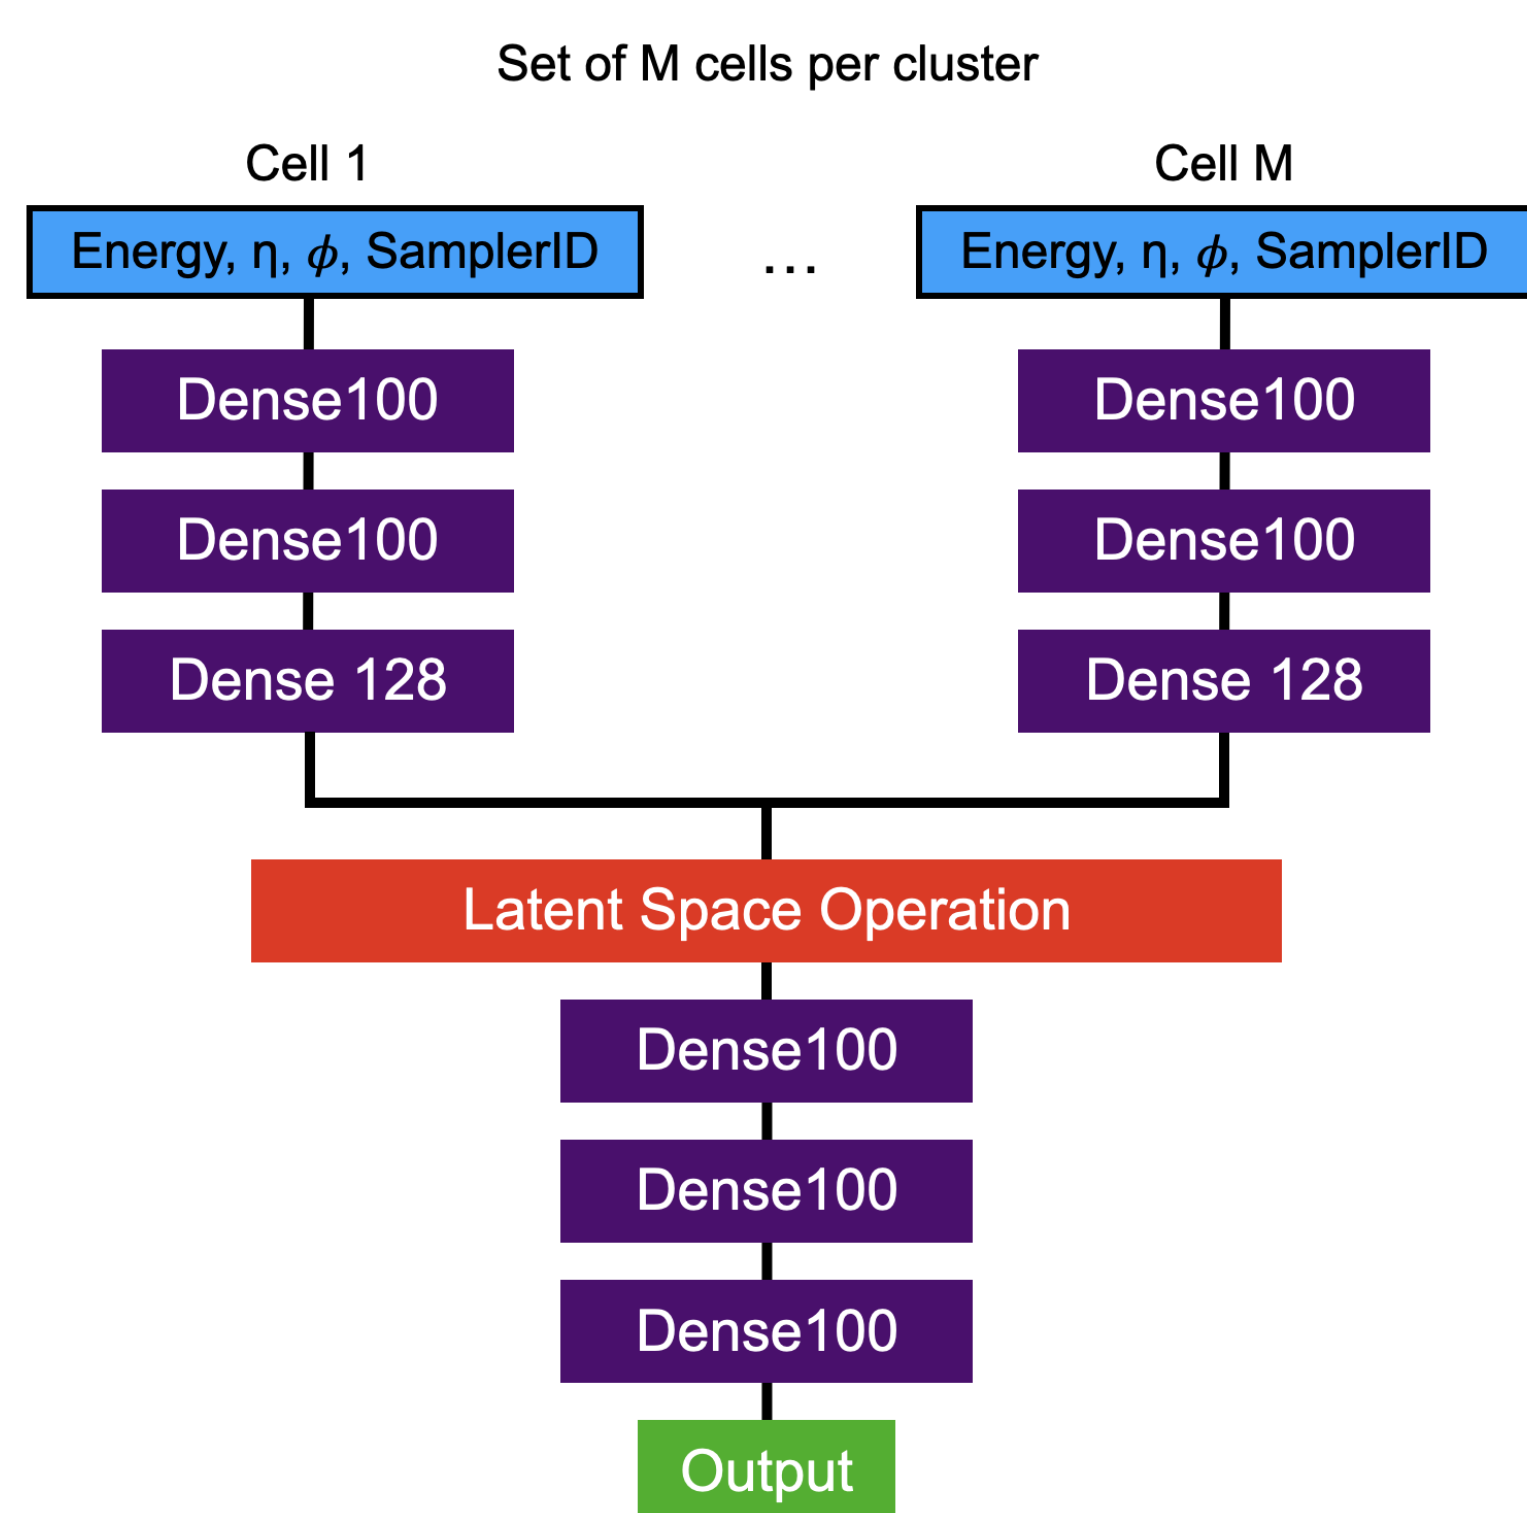 Set of M cells per cluster
Cell 1
Cell M
Energy, η, ϕ, SamplerID
...
Energy, η, ϕ, SamplerID
Dense100
Dense100
Dense100
Dense100
Dense 128
Dense 128
Latent Space Operation
Dense100
Dense100
Dense100
Output